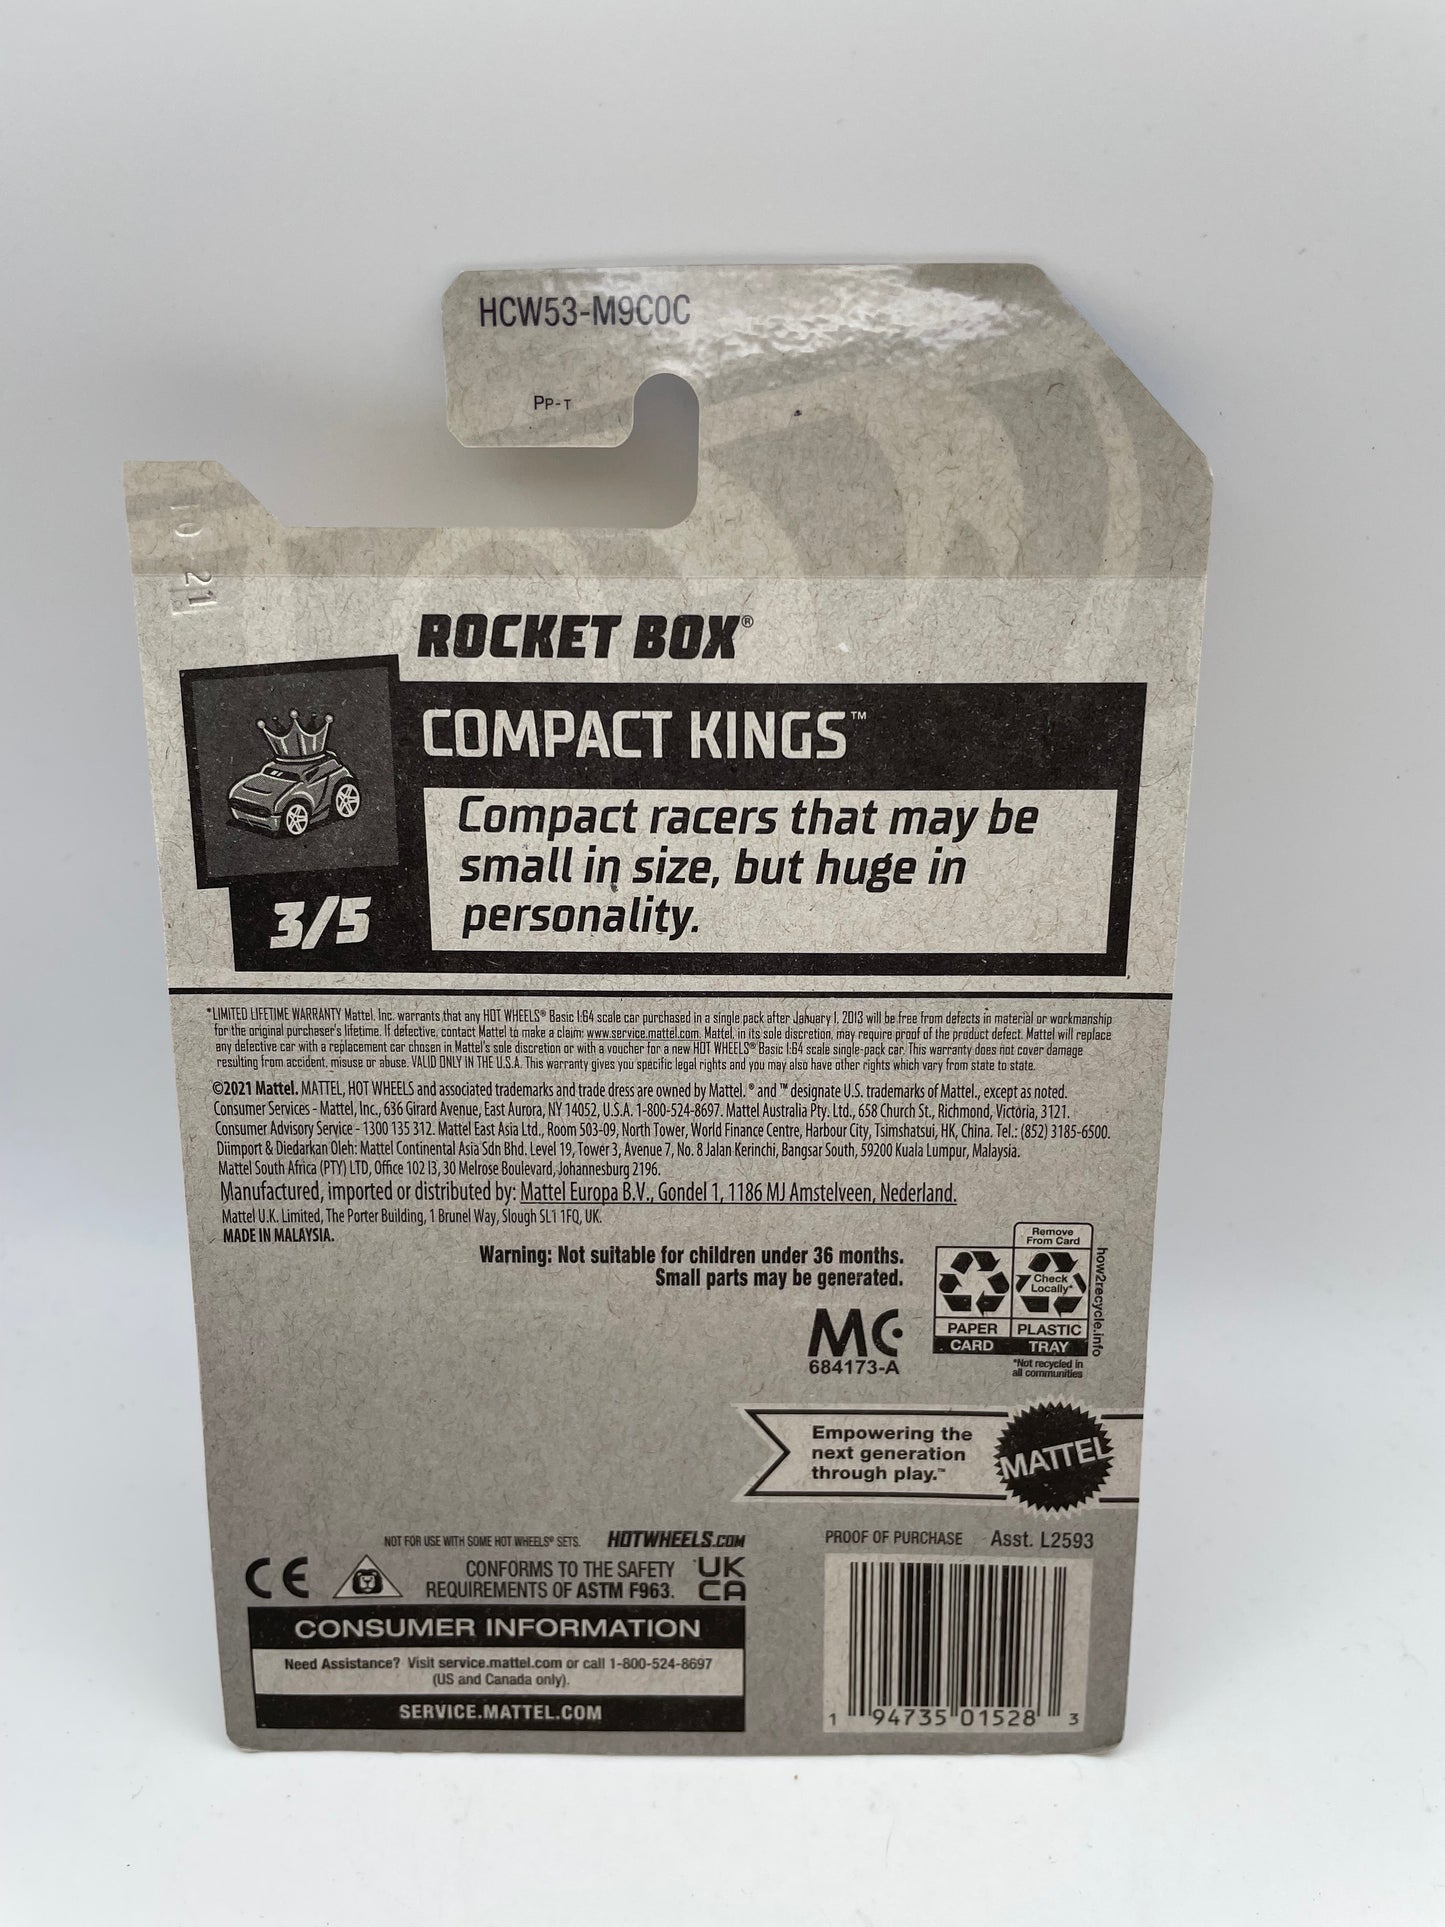 HCW53-M9C0C
PP-T
10 21
ROCKET BOX®
COMPACT KINGS™
Compact racers that may be
small in size, but huge in
personality.
3/5
*LIMITED LIFETIME WARRANTY Mattel, Inc. warrants that any HOT WHEELS® Basic 1:64 scale car purchased in a single pack after January 1, 2013 will be free from defects in material or workmanship
for the original purchaser's lifetime. If defective, contact Mattel to make a claim: www.service.mattel.com. Mattel, in its sole discretion, may require proof of the product defect. Mattel will replace
any defective car with a replacement car chosen in Mattel's sole discretion or with a voucher for a new HOT WHEELS® Basic 1:64 scale single-pack car. This warranty does not cover damage
resulting from accident, misuse or abuse. VALID ONLY IN THE U.S.A. This warranty gives you specific legal rights and you may also have other rights which vary from state to state.
©2021 Mattel. MATTEL, HOT WHEELS and associated trademarks and trade dress are owned by Mattel. ® and ™ designate U.S. trademarks of Mattel., except as noted.
Consumer Services - Mattel, Inc., 636 Girard Avenue, East Aurora, NY 14052, U.S.A. 1-800-524-8697. Mattel Australia Pty. Ltd., 658 Church St., Richmond, Victoria, 3121.
Consumer Advisory Service - 1300 135 312. Mattel East Asia Ltd., Room 503-09, North Tower, World Finance Centre, Harbour City, Tsimshatsui, HK, China. Tel.: (852) 3185-6500.
Diimport & Diedarkan Oleh: Mattel Continental Asia Sdn Bhd. Level 19, Tower 3, Avenue 7, No. 8 Jalan Kerinchi, Bangsar South, 59200 Kuala Lumpur, Malaysia.
Mattel South Africa (PTY) LTD, Office 102 I3, 30 Melrose Boulevard, Johannesburg 2196.
Manufactured, imported or distributed by: Mattel Europa B.V., Gondel 1, 1186 MJ Amstelveen, Nederland.
Mattel U.K. Limited, The Porter Building, 1 Brunel Way, Slough SL1 1FQ, UK.
MADE IN MALAYSIA.
Warning: Not suitable for children under 36 months.
Small parts may be generated.
MC
684173-A
Remove
From Card
Check
Locally*
PAPER
PLASTIC
CARD
TRAY
*Not recycled in
all communities
how2recycle.info
Empowering the
next generation
through play.™
MATTEL
NOT FOR USE WITH SOME HOT WHEELS® SETS.
HOTWHEELS.COM
CE
CONFORMS TO THE SAFETY
REQUIREMENTS OF ASTM F963.
UK
CA
CONSUMER INFORMATION
Need Assistance? Visit service.mattel.com or call 1-800-524-8697
(US and Canada only).
SERVICE.MATTEL.COM
PROOF OF PURCHASE Asst. L2593
1 94735 01528 3